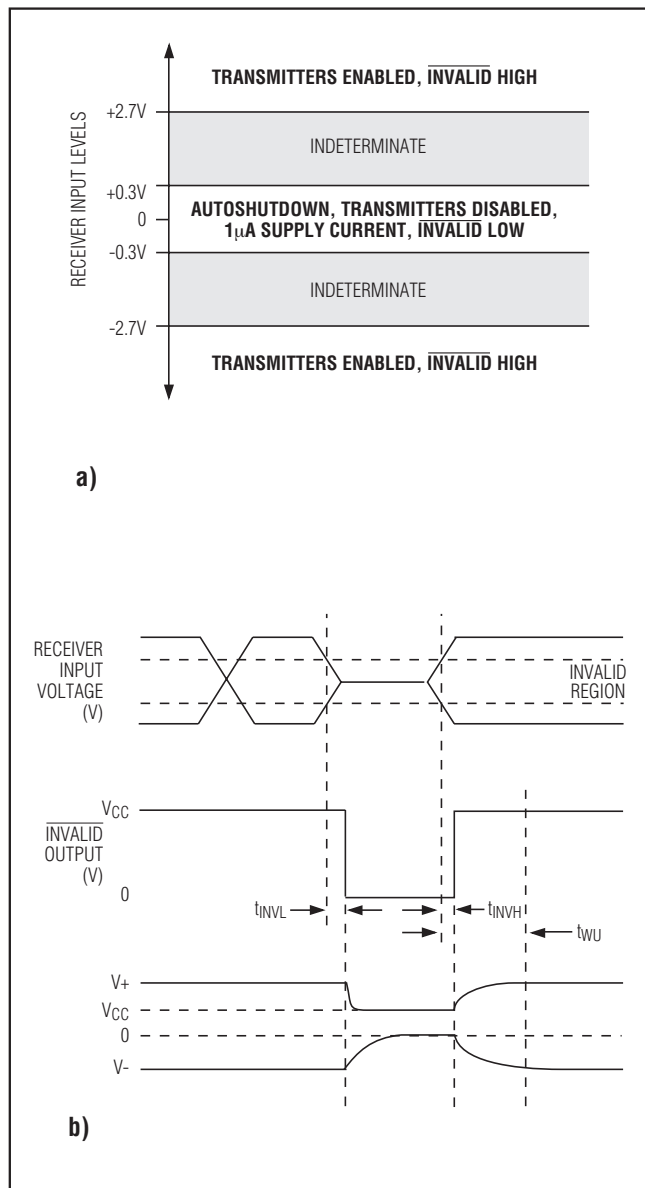 TRANSMITTERS ENABLED, INVALID HIGH
+2.7V
INDETERMINATE
+0.3V
AUTOSHUTDOWN, TRANSMITTERS DISABLED,
0
1μA SUPPLY CURRENT, INVALID LOW
-0.3V
INDETERMINATE
-2.7V
TRANSMITTERS ENABLED, INVALID HIGH
RECEIVER INPUT LEVELS
a)
RECEIVER
INPUT
VOLTAGE
(V)
INVALID
REGION
VCC
INVALID
OUTPUT
(V)
0
tINVL
tINVH
tWU
V+
VCC
0
V-
b)